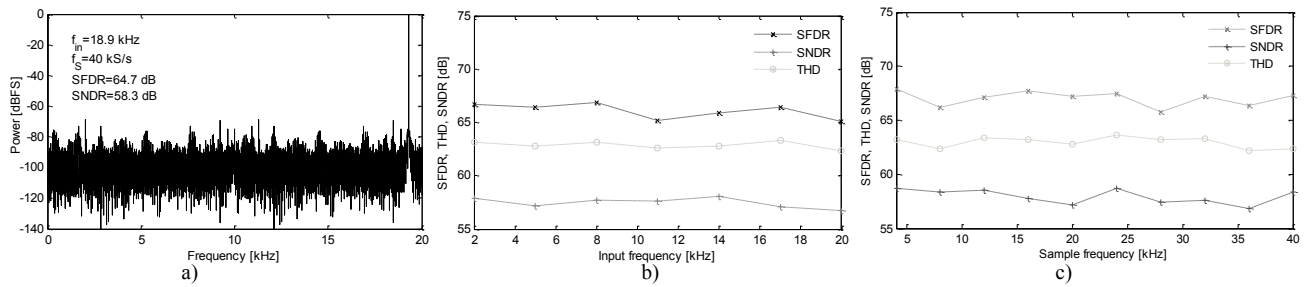 0
-20
-40
-60
-80
-100
-120
-140
Power [dBFS]
f_in=18.9 kHz
f_S=40 kS/s
SFDR=64.7 dB
SNDR=58.3 dB
0 5 10 15 20
Frequency [kHz]
a)
75
70
65
60
55
SFDR, THD, SNDR [dB]
SFDR
SNDR
THD
2 4 6 8 10 12 14 16 18 20
Input frequency [kHz]
b)
75
70
65
60
55
SFDR, THD, SNDR [dB]
SFDR
SNDR
THD
5 10 15 20 25 30 35 40
Sample frequency [kHz]
c)